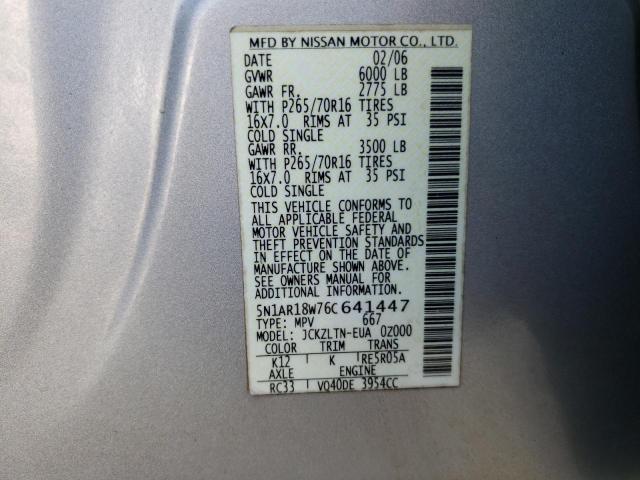 MFD BY NISSAN MOTOR CO., LTD.
DATE 02/06
GVWR 6000 LB
GAWR FR. 2775 LB
WITH P265/70R16 TIRES
16X7.0 RIMS AT 35 PSI
COLD SINGLE
GAWR RR. 3500 LB
WITH P265/70R16 TIRES
16X7.0 RIMS AT 35 PSI
COLD SINGLE
THIS VEHICLE CONFORMS TO
ALL APPLICABLE FEDERAL
MOTOR VEHICLE SAFETY AND
THEFT PREVENTION STANDARDS
IN EFFECT ON THE DATE OF
MANUFACTURE SHOWN ABOVE.
SEE OWNERS MANUAL FOR
ADDITIONAL INFORMATION
5N1AR18W76C641447
TYPE: MPV 667
MODEL: JCKZLTN-EUA 0Z000
COLOR TRIM TRANS
K12 K RE5R05A
AXLE ENGINE
RC33 VQ40DE 3954CC